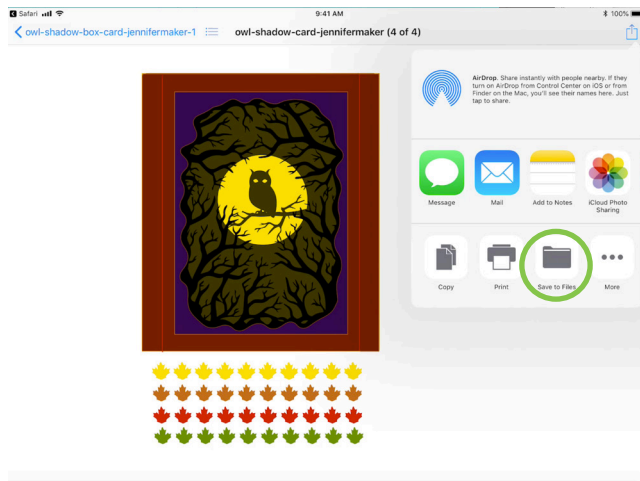 Safari 9:41 AM 100%
owl-shadow-box-card-jennifermaker-1 owl-shadow-card-jennifermaker (4 of 4)
AirDrop. Share instantly with people nearby. If they
turn on AirDrop from Control Center on iOS or from
Finder on the Mac, you'll see their names here. Just
tap to share.
Message Mail Add to Notes iCloud Photo
Sharing
Copy Print Save to Files More